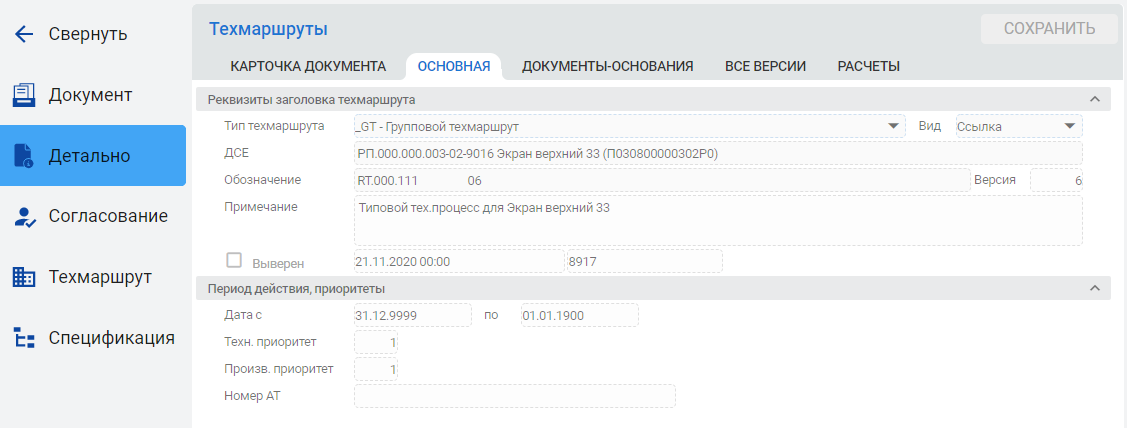 Свернуть
Документ
Детально
Согласование
Техмаршрут
Спецификация
Техмаршруты
СОХРАНИТЬ
КАРТОЧКА ДОКУМЕНТА ОСНОВНАЯ ДОКУМЕНТЫ-ОСНОВАНИЯ ВСЕ ВЕРСИИ РАСЧЕТЫ
Реквизиты заголовка техмаршрута
Тип техмаршрута _GT - Групповой техмаршрут Вид Ссылка
ДСЕ РП.000.000.003-02-9016 Экран верхний 33 (П030800000302Р0)
Обозначение RT.000.111 06 Версия 6
Примечание Типовой тех.процесс для Экран верхний 33
Выверен 21.11.2020 00:00 8917
Период действия, приоритеты
Дата с 31.12.9999 по 01.01.1900
Техн. приоритет 1
Произв. приоритет 1
Номер АТ